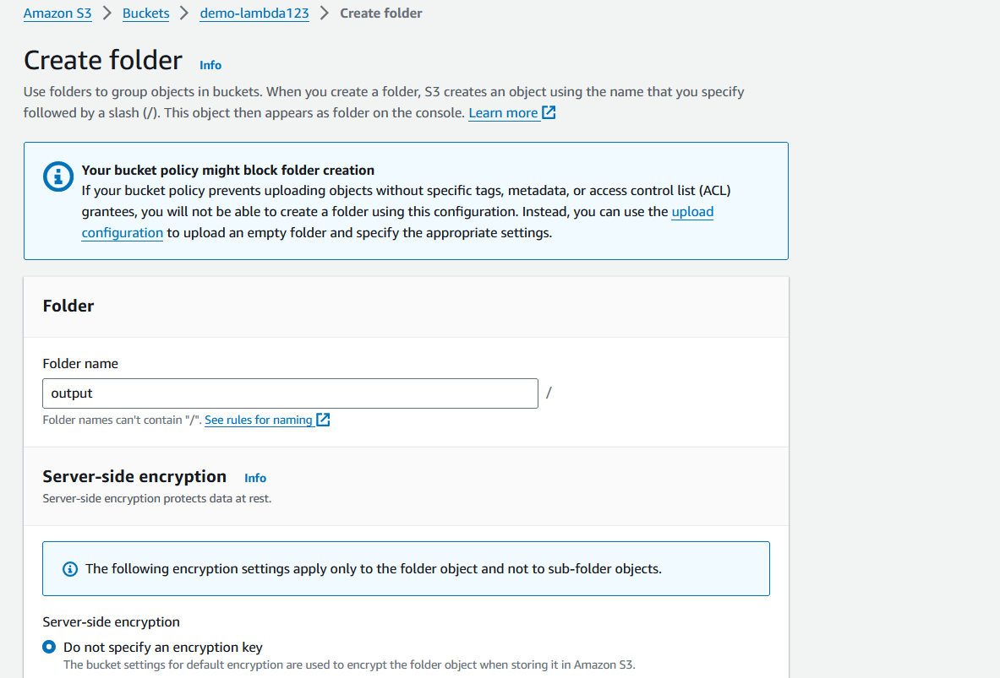 Amazon S3 > Buckets > demo-lambda123 > Create folder
Create folder Info
Use folders to group objects in buckets. When you create a folder, S3 creates an object using the name that you specify
followed by a slash (/). This object then appears as folder on the console. Learn more
Your bucket policy might block folder creation
If your bucket policy prevents uploading objects without specific tags, metadata, or access control list (ACL)
grantees, you will not be able to create a folder using this configuration. Instead, you can use the upload
configuration to upload an empty folder and specify the appropriate settings.
Folder
Folder name
output /
Folder names can't contain "/". See rules for naming
Server-side encryption Info
Server-side encryption protects data at rest.
The following encryption settings apply only to the folder object and not to sub-folder objects.
Server-side encryption
Do not specify an encryption key
The bucket settings for default encryption are used to encrypt the folder object when storing it in Amazon S3.